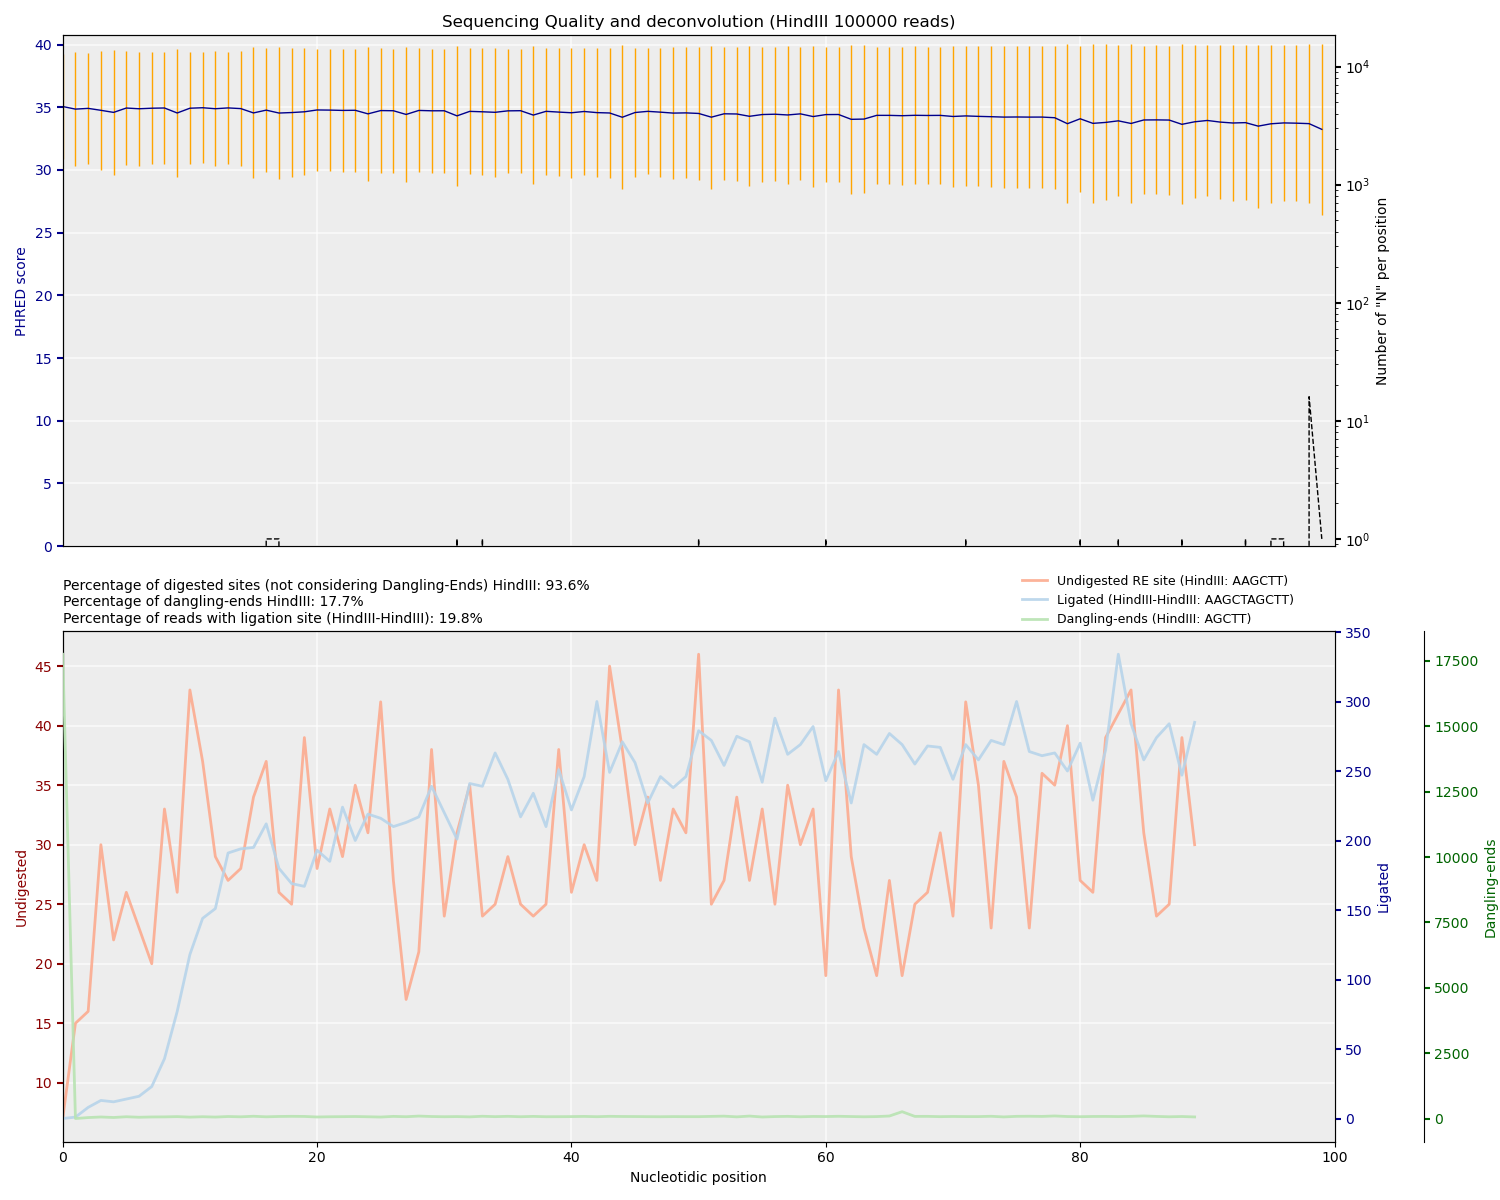 Sequencing Quality and deconvolution (HindIII 100000 reads)
40
35
30
25
20
15
10
5
0
PHRED score
10^4
10^3
10^2
10^1
10^0
Number of "N" per position
Percentage of digested sites (not considering Dangling-Ends) HindIII: 93.6%
Percentage of dangling-ends HindIII: 17.7%
Percentage of reads with ligation site (HindIII-HindIII): 19.8%
Undigested RE site (HindIII: AAGCTT)
Ligated (HindIII-HindIII: AAGCTAGCTT)
Dangling-ends (HindIII: AGCTT)
45
40
35
30
25
20
15
10
Undigested
350
300
250
200
150
100
50
0
Ligated
17500
15000
12500
10000
7500
5000
2500
0
Dangling-ends
0 20 40 60 80 100
Nucleotidic position